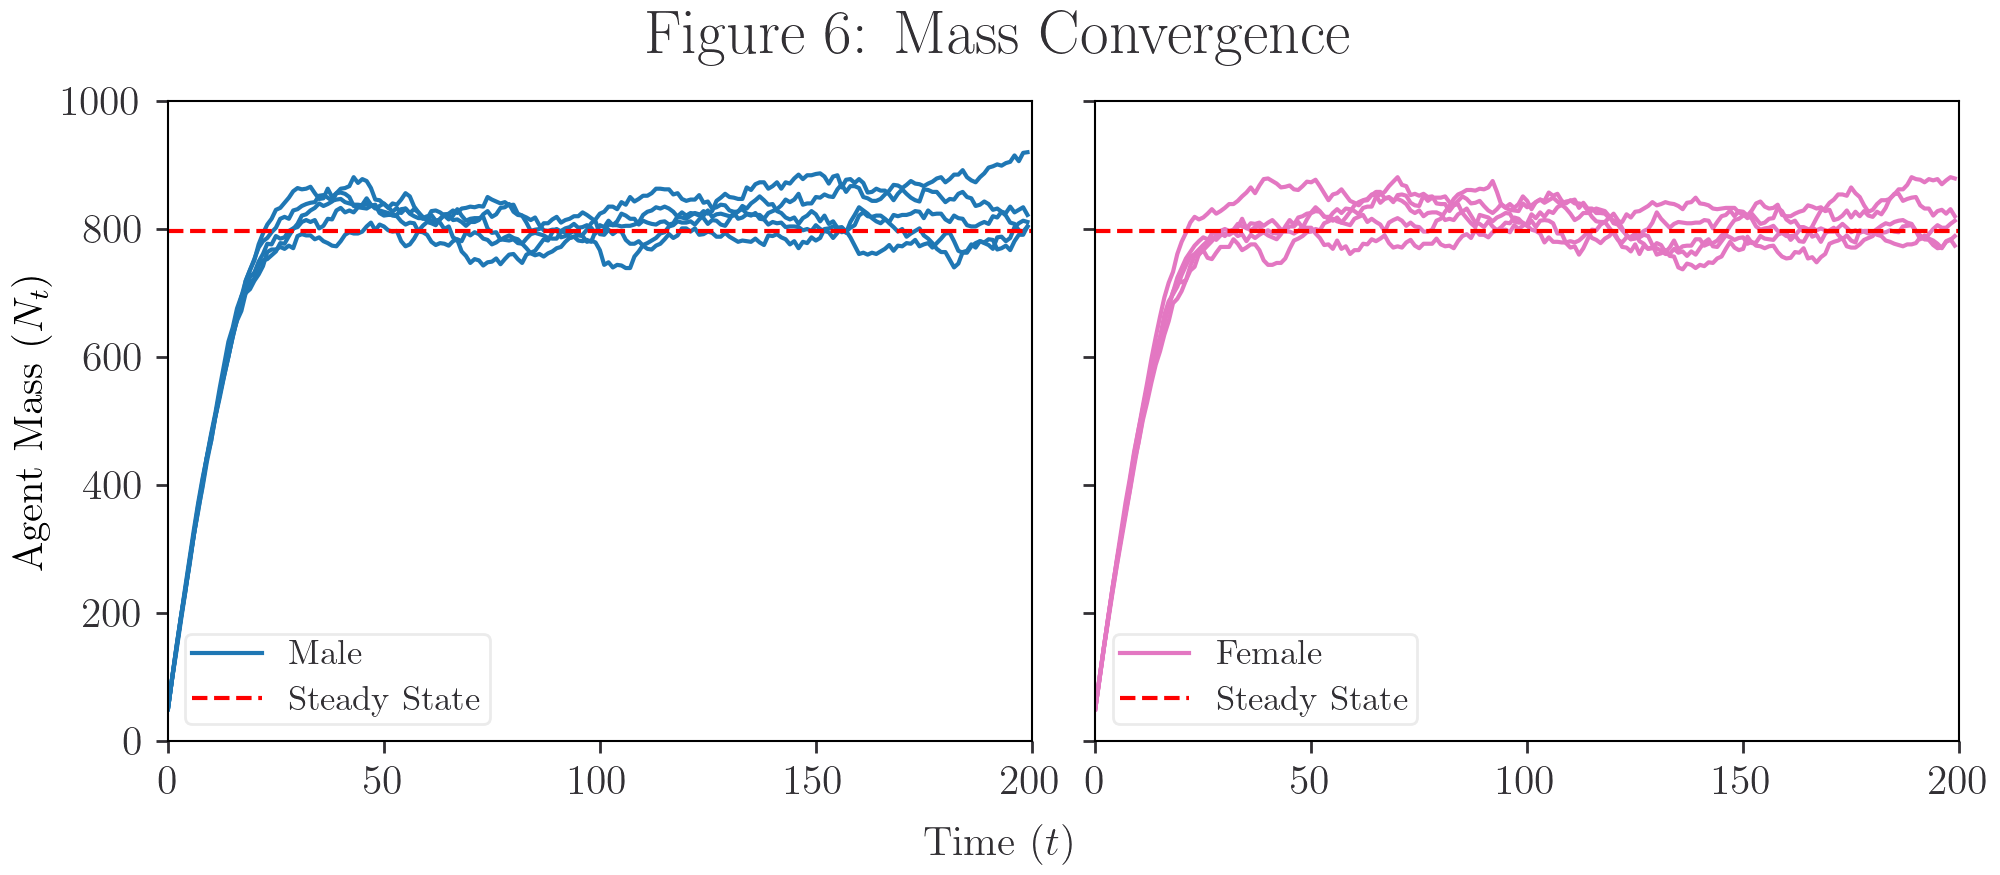 Figure 6: Mass Convergence
Agent Mass (N_t)
1000
800
600
400
200
0
Male
Steady State
0 50 100 150 200
Female
Steady State
0 50 100 150 200
Time (t)